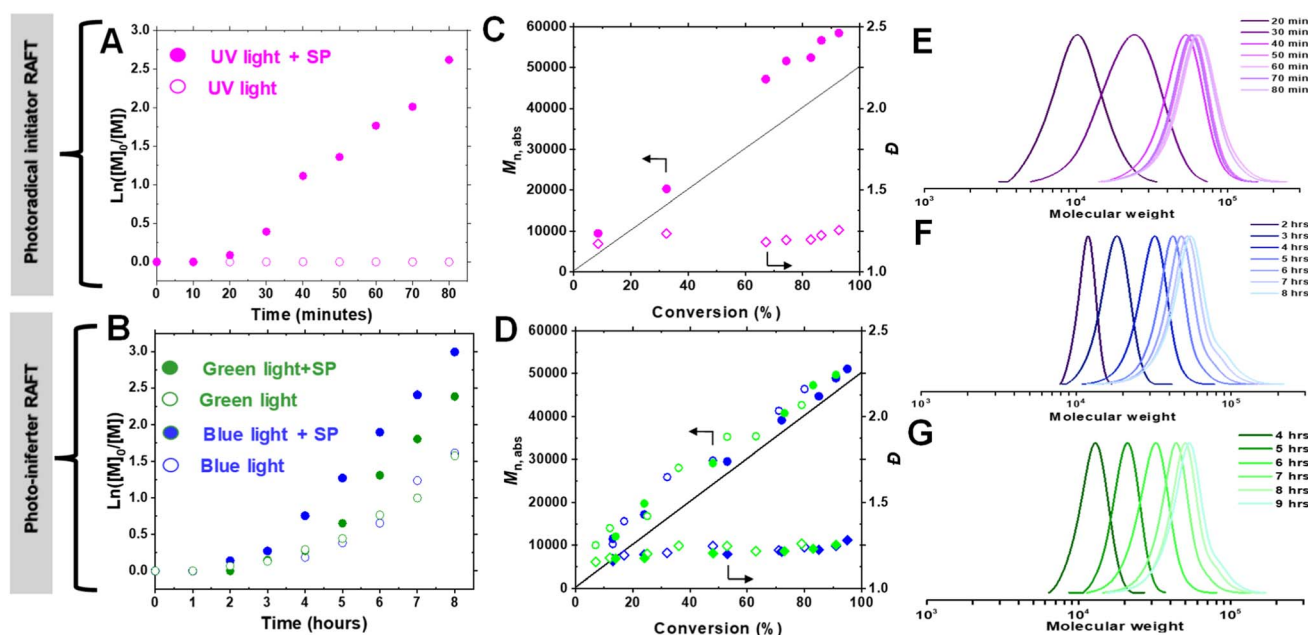 Photoradical initiator RAFT
A
Ln([M]0/[M])
3.0
2.5
2.0
1.5
1.0
0.5
0.0
UV light + SP
UV light
0 10 20 30 40 50 60 70 80
Time (minutes)
C
Mn, abs
60000
50000
40000
30000
20000
10000
0
2.5
2.0
1.5
1.0
Đ
0 20 40 60 80 100
Conversion (%)
E
20 min
30 min
40 min
50 min
60 min
70 min
80 min
10³ 10⁴ 10⁵
Molecular weight
Photo-iniferter RAFT
B
Ln([M]0/[M])
3.0
2.5
2.0
1.5
1.0
0.5
0.0
Green light+SP
Green light
Blue light + SP
Blue light
0 1 2 3 4 5 6 7 8
Time (hours)
D
Mn, abs
60000
50000
40000
30000
20000
10000
0
2.5
2.0
1.5
1.0
Đ
0 20 40 60 80 100
Conversion (%)
F
2 hrs
3 hrs
4 hrs
5 hrs
6 hrs
7 hrs
8 hrs
10³ 10⁴ 10⁵
Molecular weight
G
4 hrs
5 hrs
6 hrs
7 hrs
8 hrs
9 hrs
10³ 10⁴ 10⁵
Molecular weight